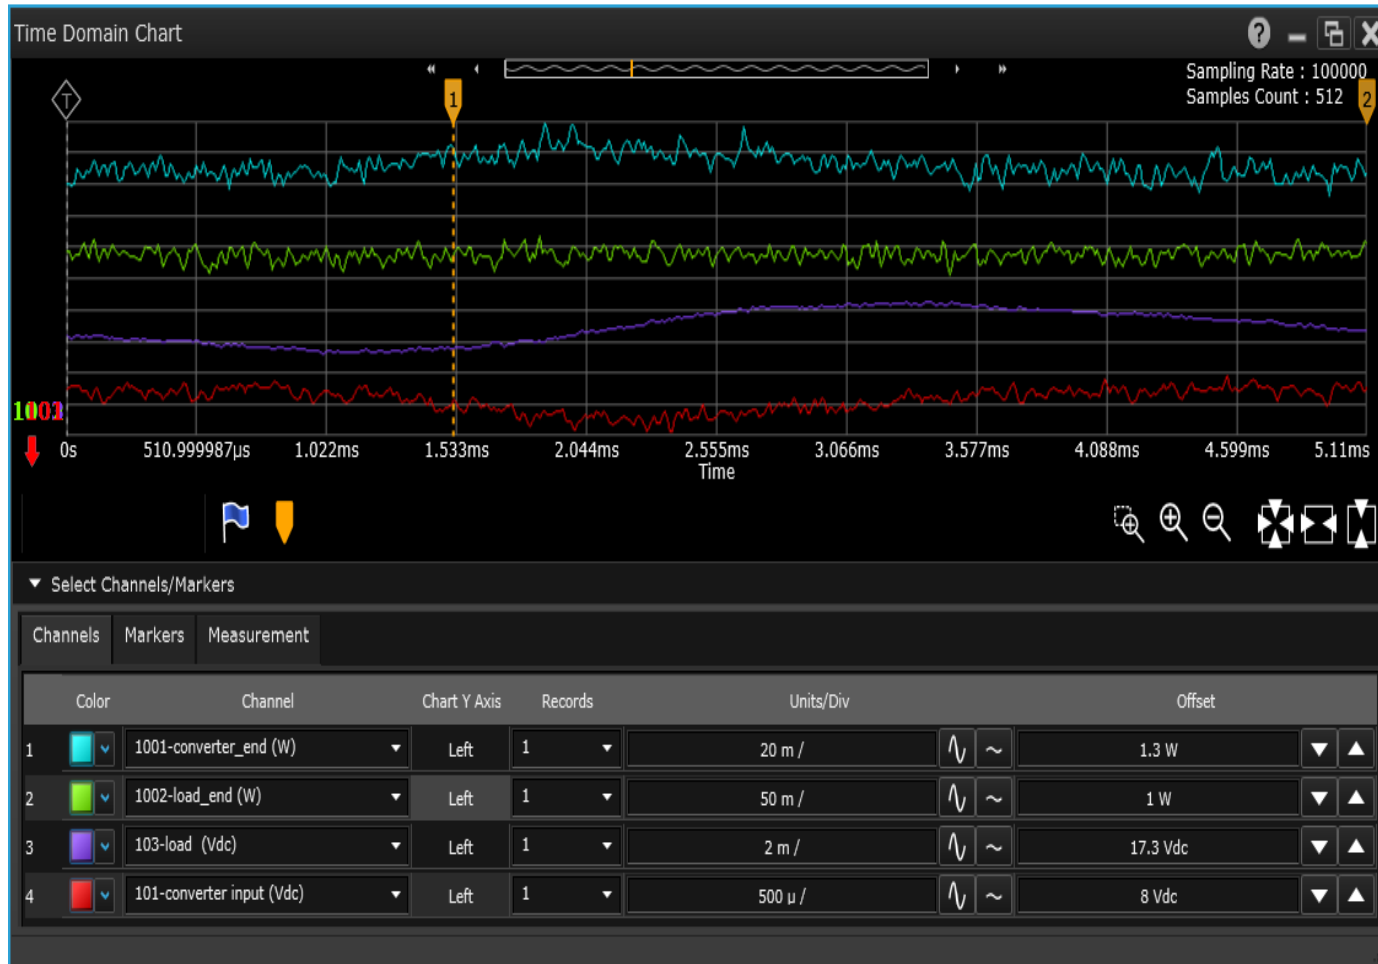 Time Domain Chart
Sampling Rate : 100000
Samples Count : 512
T
1
2
0s 510.999987µs 1.022ms 1.533ms 2.044ms 2.555ms 3.066ms 3.577ms 4.088ms 4.599ms 5.11ms
Time
Select Channels/Markers
Channels Markers Measurement
Color Channel Chart Y Axis Records Units/Div Offset
1 1001-converter_end (W) Left 1 20 m / 1.3 W
2 1002-load_end (W) Left 1 50 m / 1 W
3 103-load (Vdc) Left 1 2 m / 17.3 Vdc
4 101-converter input (Vdc) Left 1 500 µ / 8 Vdc